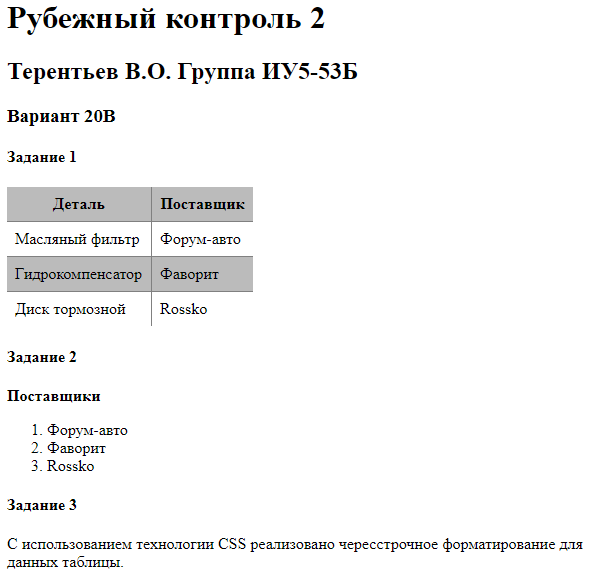 Рубежный контроль 2
Терентьев В.О. Группа ИУ5-53Б
Вариант 20В
Задание 1
Деталь Поставщик
Масляный фильтр Форум-авто
Гидрокомпенсатор Фаворит
Диск тормозной Rossko
Задание 2
Поставщики
1. Форум-авто
2. Фаворит
3. Rossko
Задание 3
С использованием технологии CSS реализовано чересстрочное форматирование для
данных таблицы.